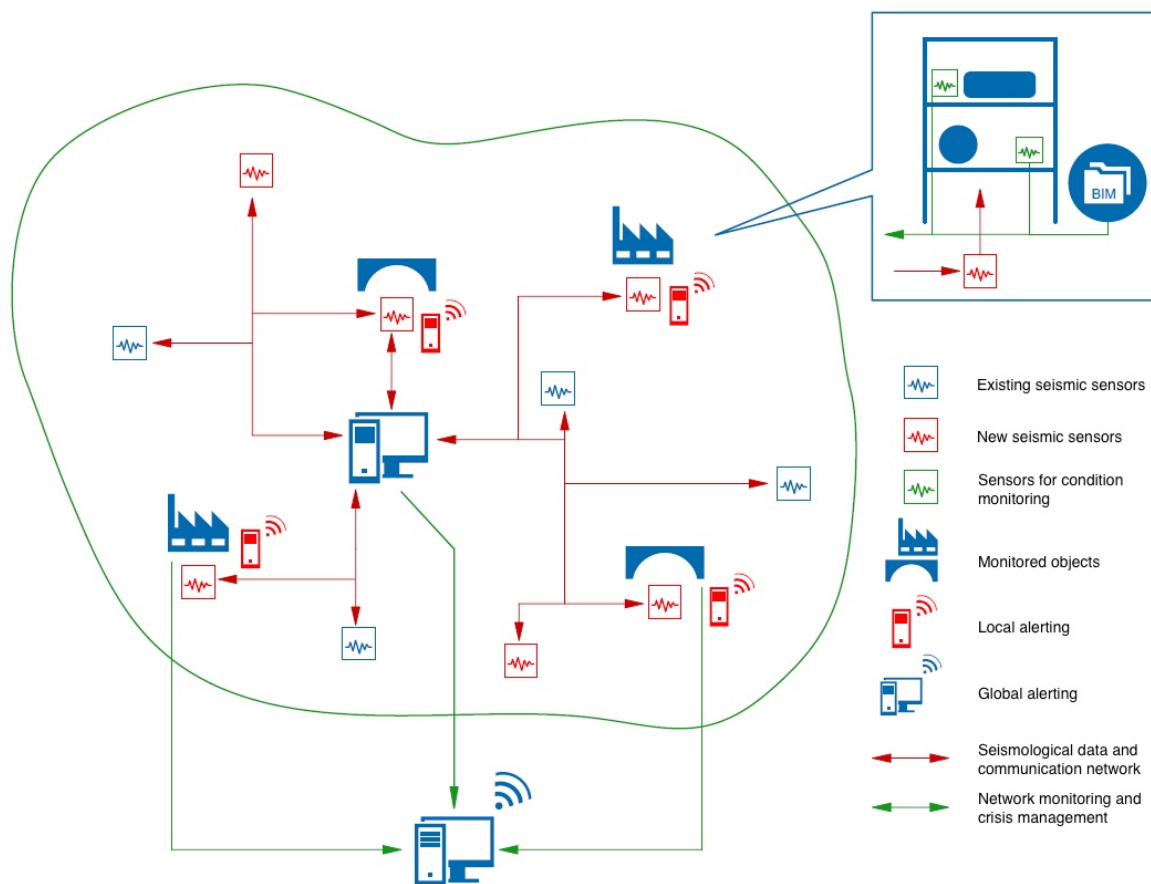 BIM
Existing seismic sensors
New seismic sensors
Sensors for condition
monitoring
Monitored objects
Local alerting
Global alerting
Seismological data and
communication network
Network monitoring and
crisis management